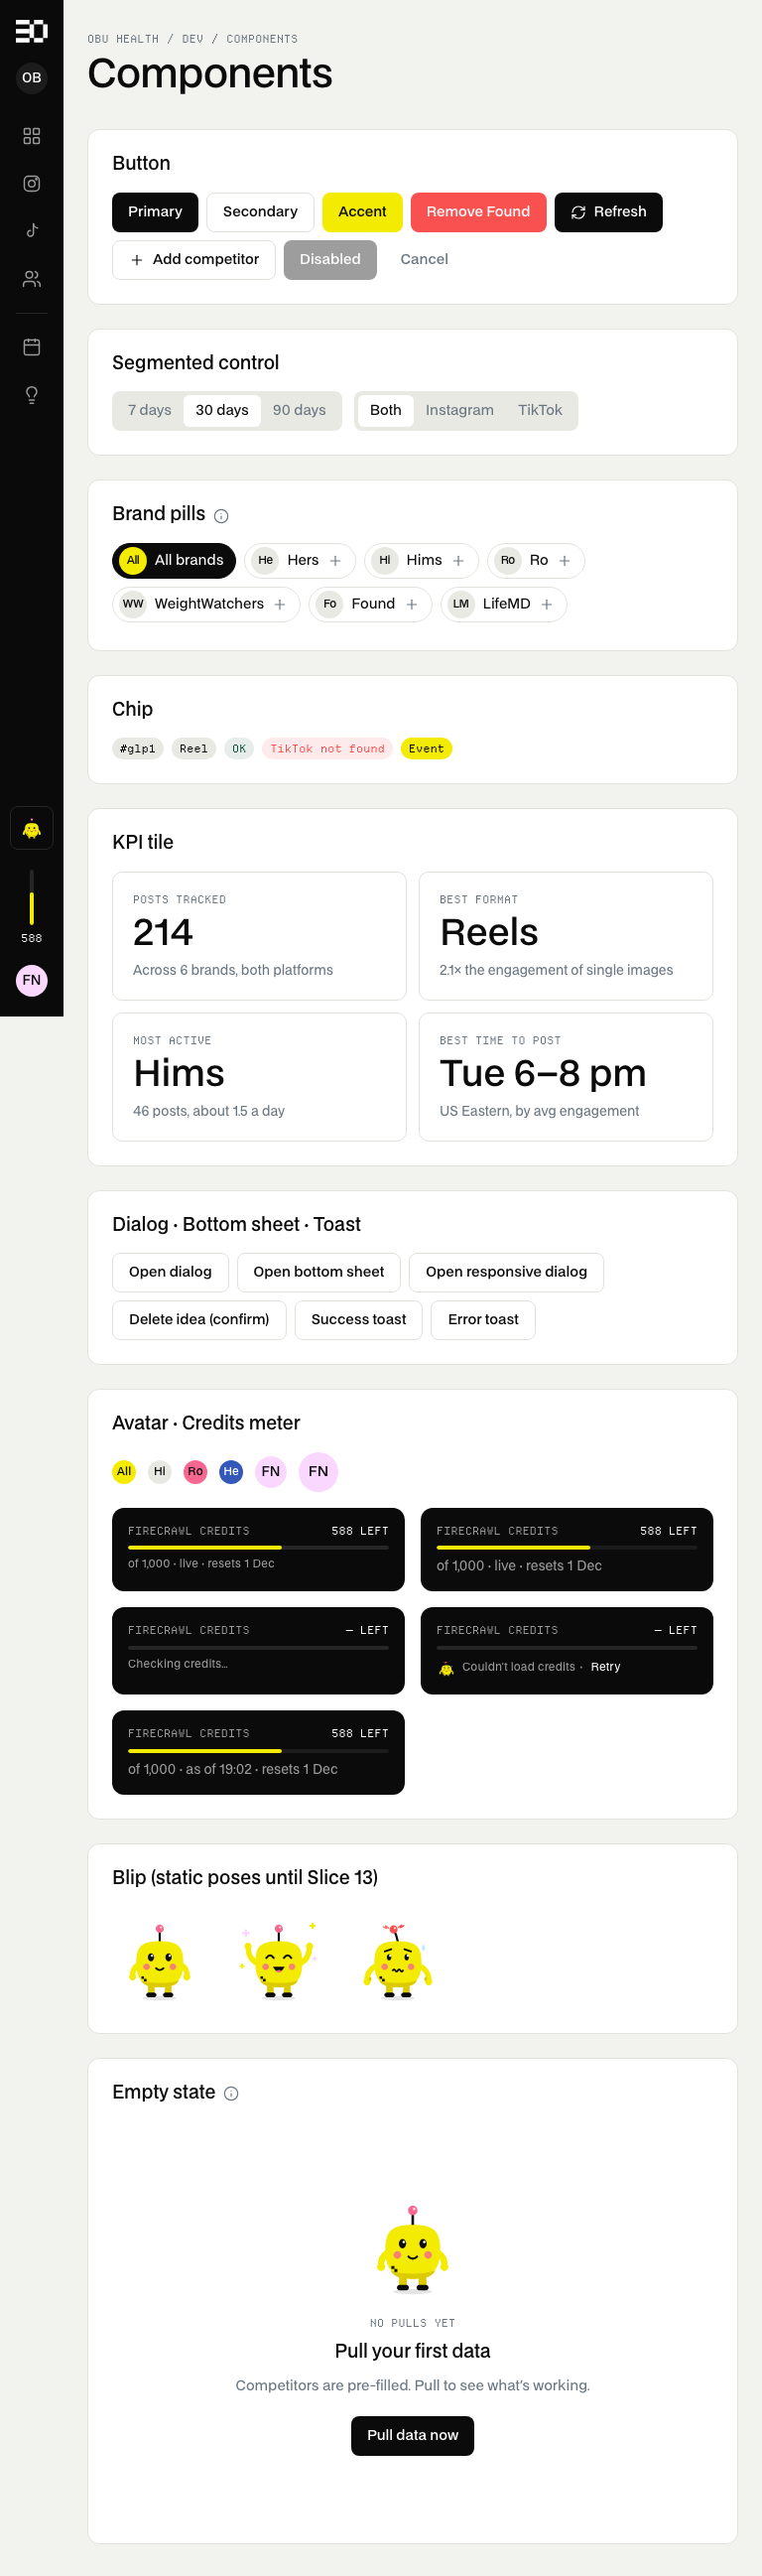 OB
OBU HEALTH / DEV / COMPONENTS
Components
Button
Primary Secondary Accent Remove Found Refresh
Add competitor Disabled Cancel
Segmented control
7 days 30 days 90 days Both Instagram TikTok
Brand pills
All All brands He Hers Hi Hims Ro Ro
WW WeightWatchers Fo Found LM LifeMD
Chip
#glp1 Reel OK TikTok not found Event
KPI tile
POSTS TRACKED
214
Across 6 brands, both platforms
BEST FORMAT
Reels
2.1× the engagement of single images
MOST ACTIVE
Hims
46 posts, about 1.5 a day
BEST TIME TO POST
Tue 6–8 pm
US Eastern, by avg engagement
588
FN
Dialog · Bottom sheet · Toast
Open dialog Open bottom sheet Open responsive dialog
Delete idea (confirm) Success toast Error toast
Avatar · Credits meter
All Hi Ro He FN FN
FIRECRAWL CREDITS 588 LEFT
of 1,000 · live · resets 1 Dec
FIRECRAWL CREDITS 588 LEFT
of 1,000 · live · resets 1 Dec
FIRECRAWL CREDITS — LEFT
Checking credits…
FIRECRAWL CREDITS — LEFT
Couldn't load credits · Retry
FIRECRAWL CREDITS 588 LEFT
of 1,000 · as of 19:02 · resets 1 Dec
Blip (static poses until Slice 13)
Empty state
NO PULLS YET
Pull your first data
Competitors are pre-filled. Pull to see what's working.
Pull data now